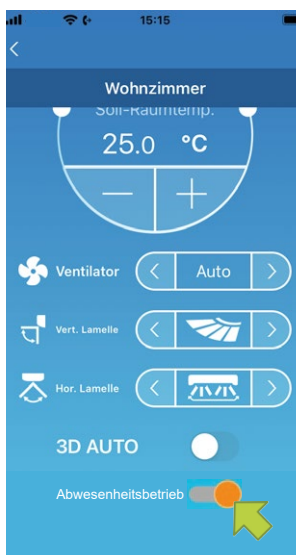 15:15
Wohnzimmer
Soll-Raumtemp.
25.0 °C
Ventilator Auto
Vert. Lamelle
Hor. Lamelle
3D AUTO
Abwesenheitsbetrieb